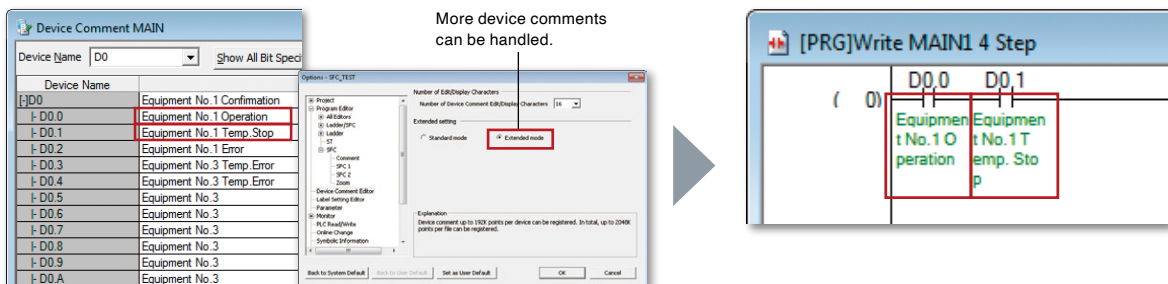 More device comments
can be handled.
Device Comment MAIN
Device Name D0 Show All Bit Speci
Device Name
[-]D0 Equipment No.1 Confimation
D0.0 Equipment No.1 Operation
D0.1 Equipment No.1 Temp.Stop
D0.2 Equipment No.1 Error
D0.3 Equipment No.3 Temp.Error
D0.4 Equipment No.3 Temp.Error
D0.5 Equipment No.3
D0.6 Equipment No.3
D0.7 Equipment No.3
D0.8 Equipment No.3
D0.9 Equipment No.3
D0.A Equipment No.3
Options - SFC_TEST
Project
Program Editor
All Editors
Ladder/SFC
Ladder
ST
SFC
Comment
SFC 1
SFC 2
Zoom
Device Comment Editor
Label Setting Editor
Parameter
Monitor
PLC Read/Write
Online Change
Symbolic Information
Number of Edit/Display Characters
Number of Device Comment Edit/Display Characters 16
Extended setting
Standard mode Extended mode
Explanation
Device comment up to 192K points per device can be registered. In total, up to 2048K
points per file can be registered.
Back to System Default Back to User Default Set as User Default OK Cancel
[PRG]Write MAIN1 4 Step
D0.0 D0.1
( 0)
Equipmen Equipmen
t No.1 O t No.1 T
peration emp. Sto
p